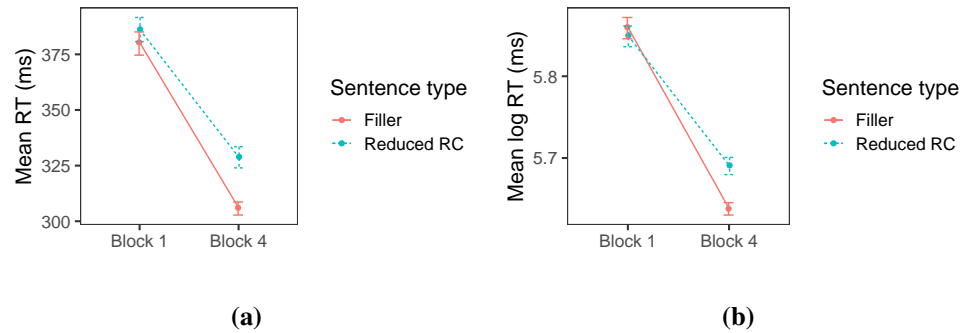 Mean RT (ms)
375
350
325
300
Block 1 Block 4
Sentence type
Filler
Reduced RC
(a)
Mean log RT (ms)
5.8
5.7
Block 1 Block 4
Sentence type
Filler
Reduced RC
(b)